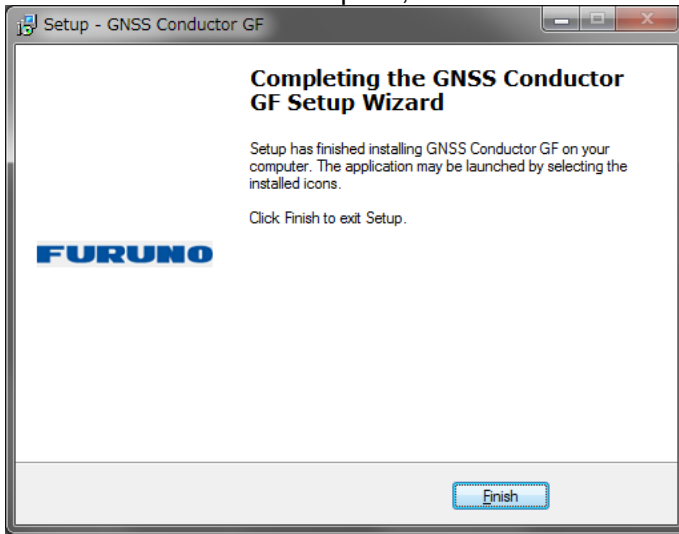 Setup - GNSS Conductor GF
Completing the GNSS Conductor
GF Setup Wizard
Setup has finished installing GNSS Conductor GF on your
computer. The application may be launched by selecting the
installed icons.
Click Finish to exit Setup.
FURUNO
Finish